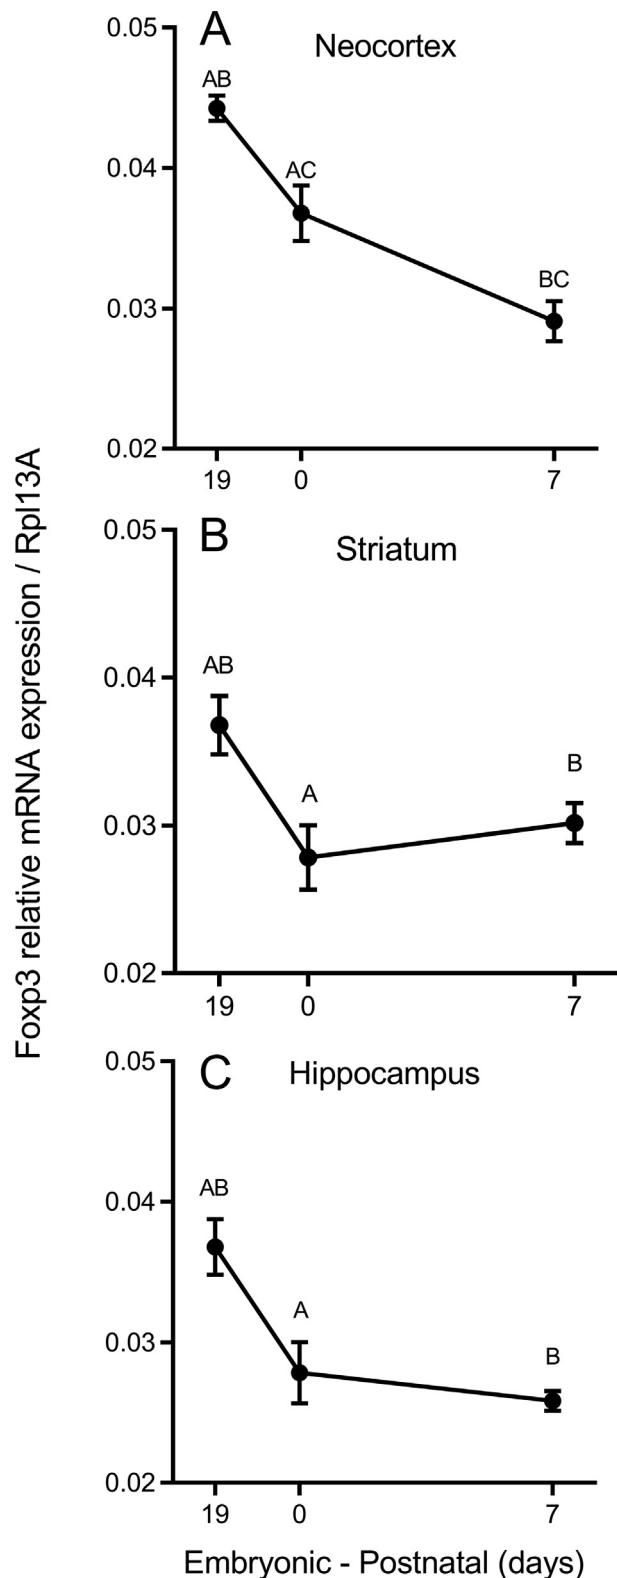 Foxp3 relative mRNA expression / Rpl13A
A
Neocortex
0.05
0.04
0.03
0.02
AB
AC
BC
19 0 7
B
Striatum
0.05
0.04
0.03
0.02
AB
A
B
19 0 7
C
Hippocampus
0.05
0.04
0.03
0.02
AB
A
B
19 0 7
Embryonic - Postnatal (days)